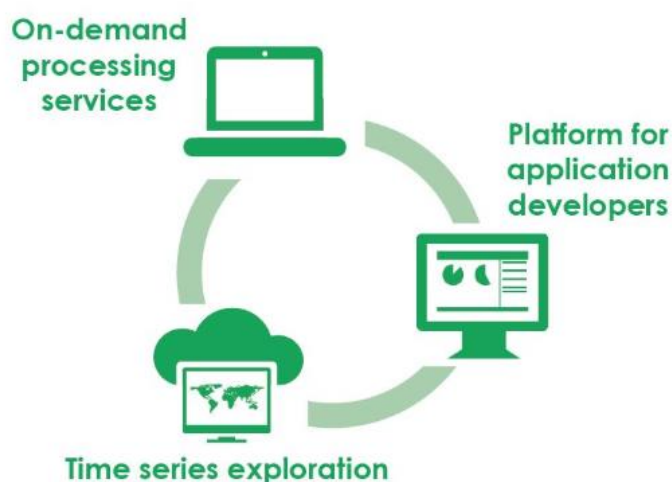 On-demand
processing
services
Platform for
application
developers
Time series exploration